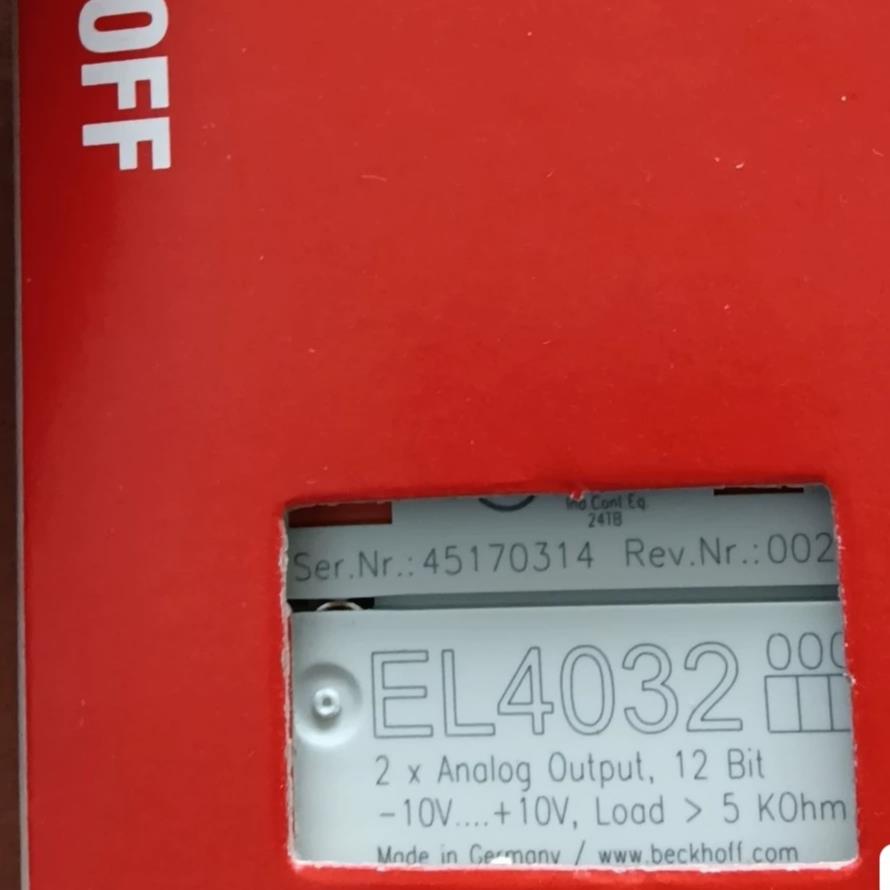 OFF
Ind.Cont.Eq.
24TB
Ser.Nr.:45170314 Rev.Nr.:002
EL4032
2 x Analog Output, 12 Bit
-10V....+10V, Load > 5 KOhm
Made in Germany / www.beckhoff.com